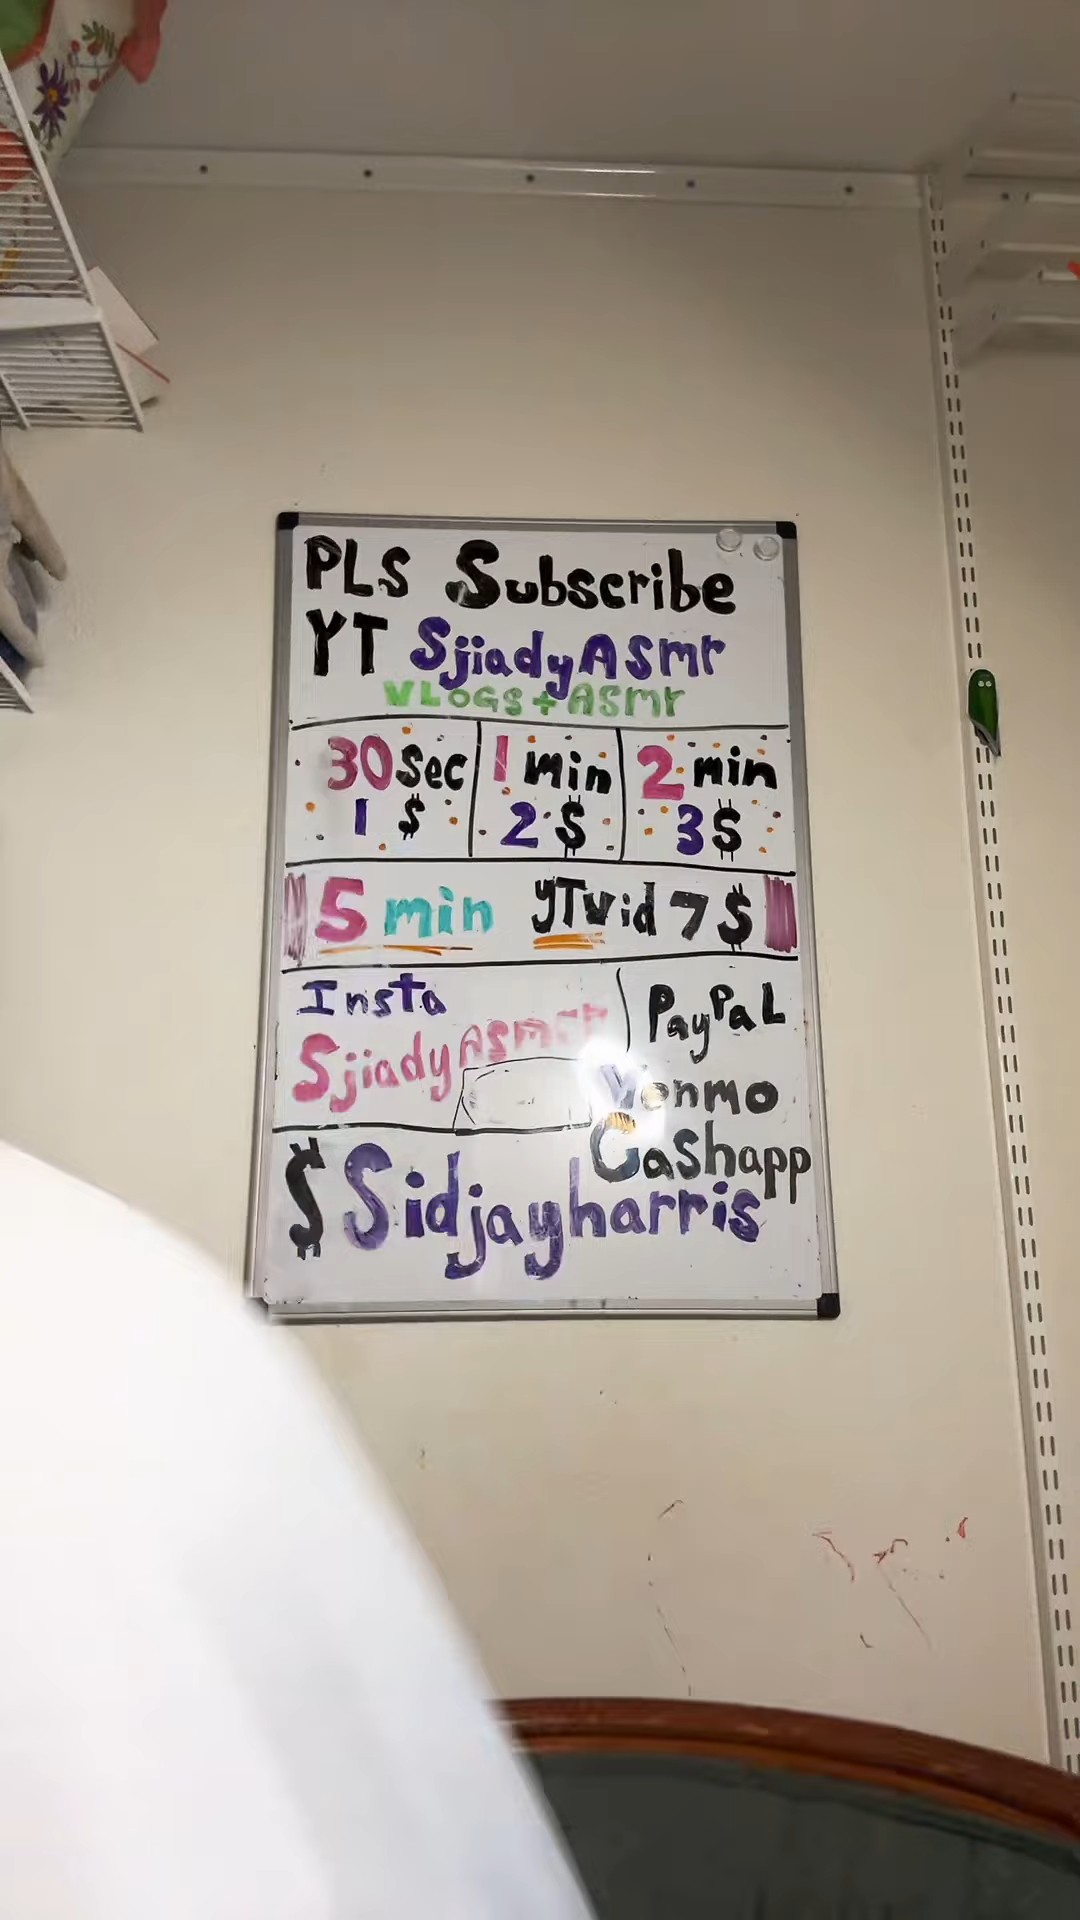 PLS Subscribe
YT SjiadyASmr
VLOGS+ASMr
30 Sec
1 $
1 min
2 $
2 min
3 $
5 min YTvid 7 $
Insta
SjiadyASmr
PayPaL
Venmo
Cashapp
$Sidjayharris